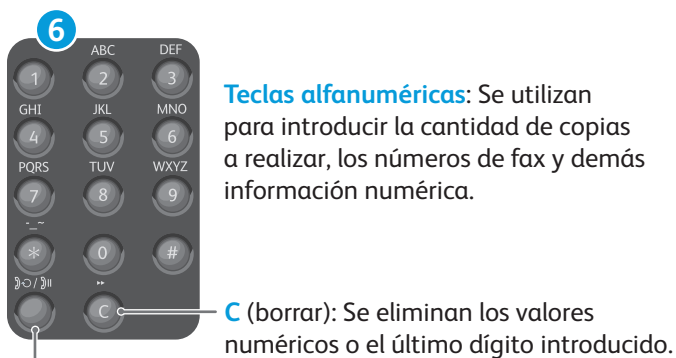 6
ABC DEF
1 2 3
GHI JKL MNO
4 5 6
PQRS TUV WXYZ
7 8 9
-_~
* 0 #
C
Teclas alfanuméricas: Se utilizan
para introducir la cantidad de copias
a realizar, los números de fax y demás
información numérica.
C (borrar): Se eliminan los valores
numéricos o el último dígito introducido.